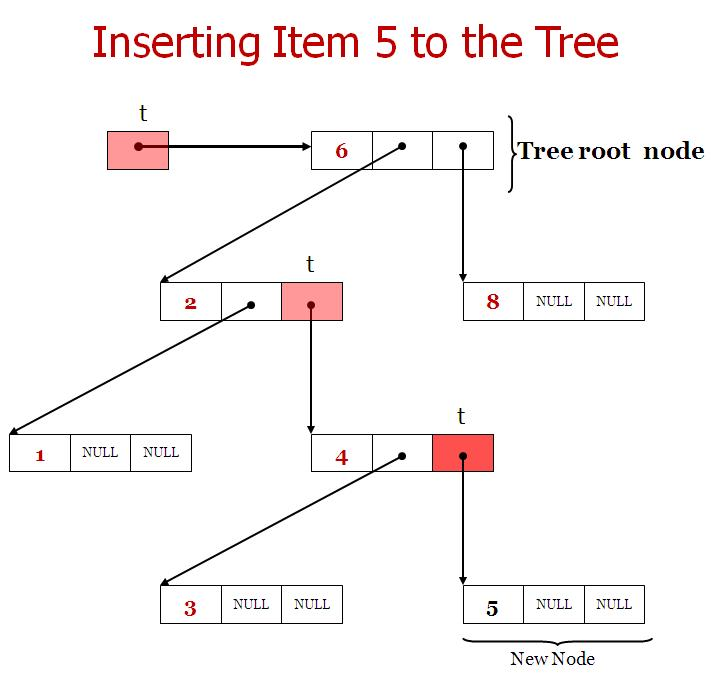 Inserting Item 5 to the Tree
t
6
Tree root node
t
2
8 NULL NULL
t
1 NULL NULL
4
3 NULL NULL
5 NULL NULL
New Node